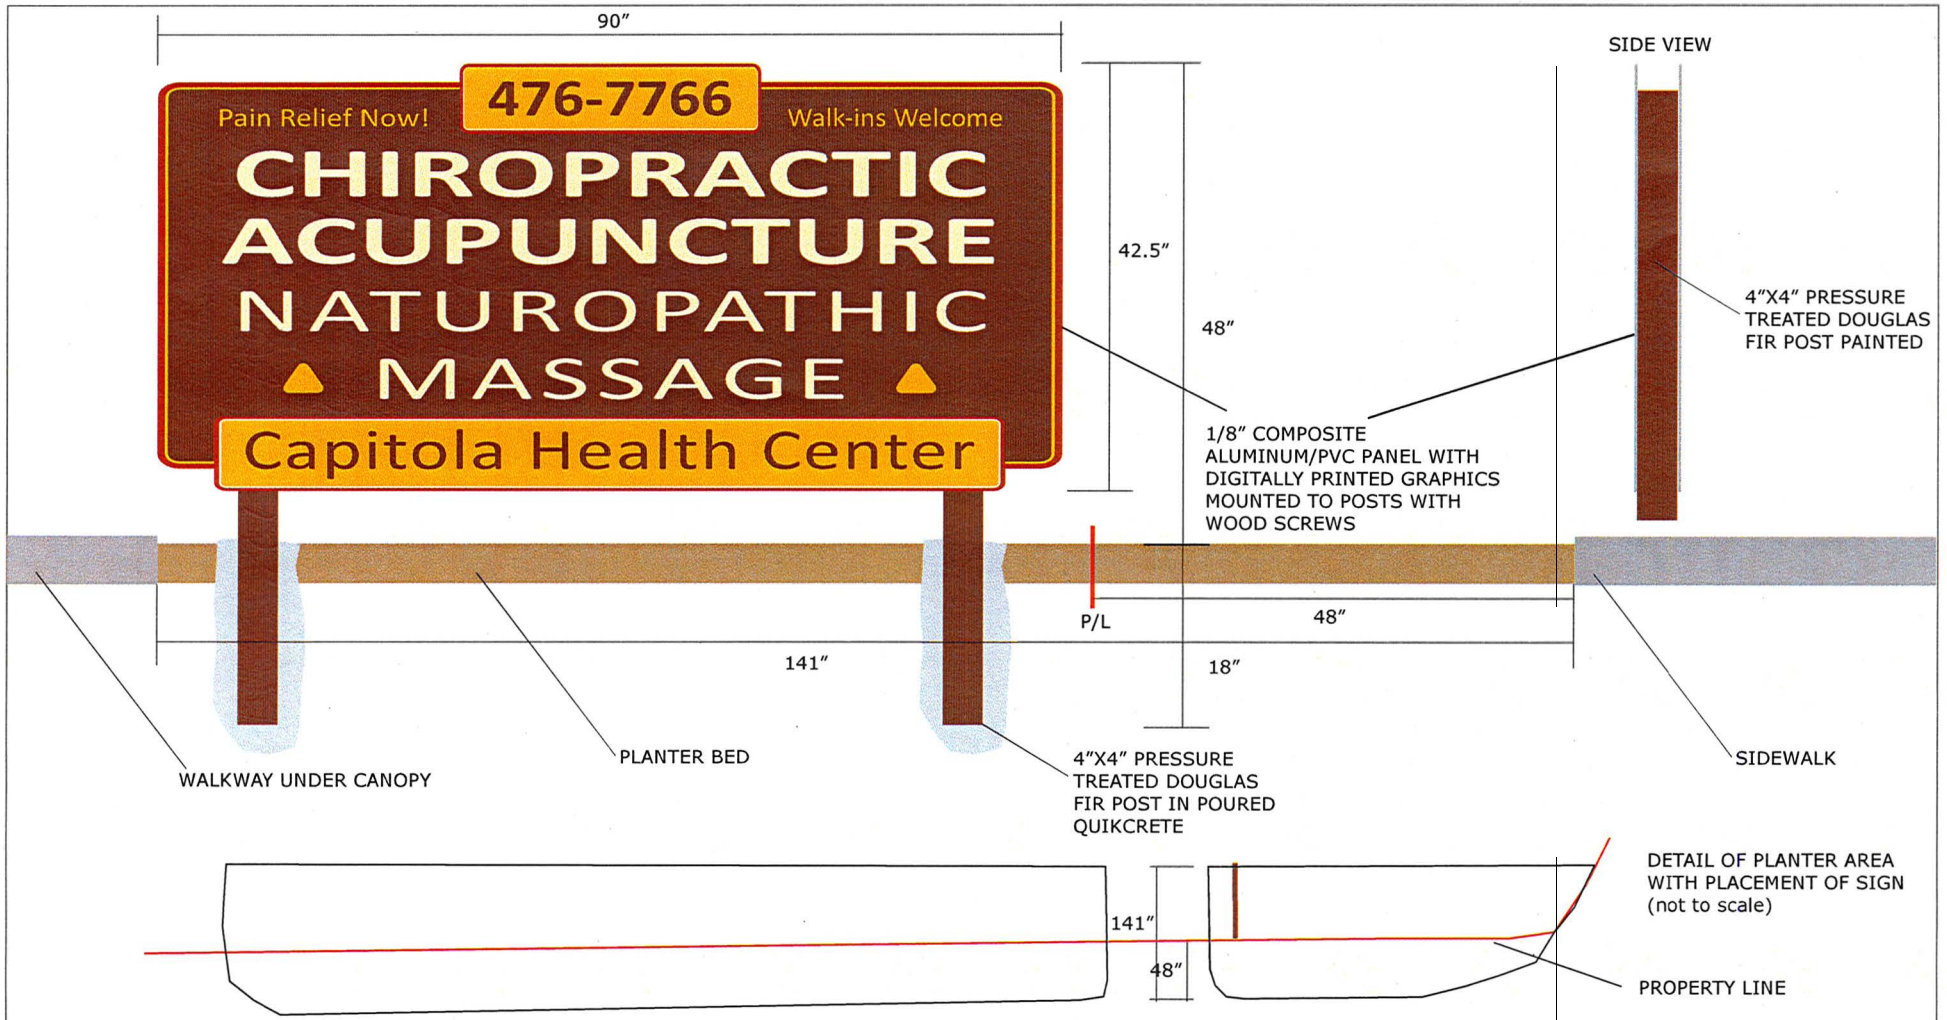 90”
SIDE VIEW
476-7766
Pain Relief Now!
Walk-ins Welcome
CHIROPRACTIC
ACUPUNCTURE
NATUROPATHIC
MASSAGE
Capitola Health Center
42.5”
48”
4”X4” PRESSURE
TREATED DOUGLAS
FIR POST PAINTED
1/8” COMPOSITE
ALUMINUM/PVC PANEL WITH
DIGITALLY PRINTED GRAPHICS
MOUNTED TO POSTS WITH
WOOD SCREWS
P/L
48”
141”
18”
WALKWAY UNDER CANOPY
PLANTER BED
4”X4” PRESSURE
TREATED DOUGLAS
FIR POST IN POURED
QUIKCRETE
SIDEWALK
DETAIL OF PLANTER AREA
WITH PLACEMENT OF SIGN
(not to scale)
141”
48”
PROPERTY LINE